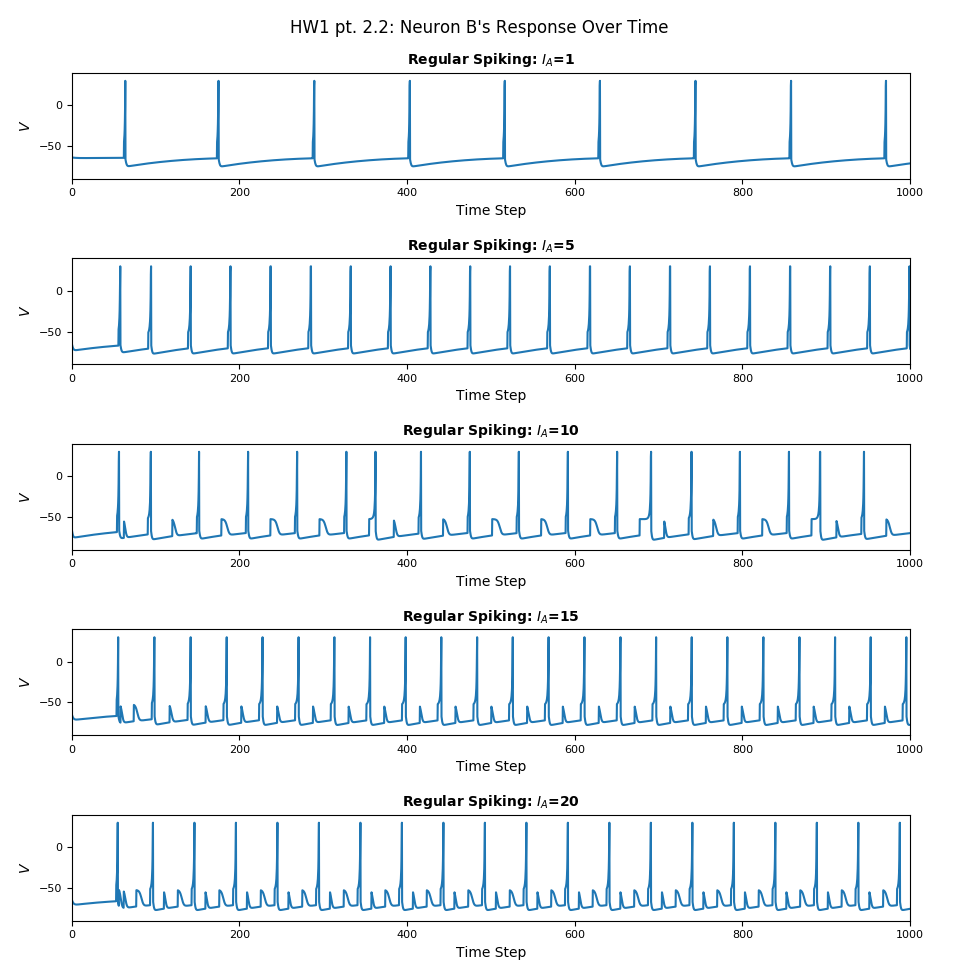 HW1 pt. 2.2: Neuron B's Response Over Time
Regular Spiking: I_A=1
0
−50
V
0 200 400 600 800 1000
Time Step
Regular Spiking: I_A=5
0
−50
V
0 200 400 600 800 1000
Time Step
Regular Spiking: I_A=10
0
−50
V
0 200 400 600 800 1000
Time Step
Regular Spiking: I_A=15
0
−50
V
0 200 400 600 800 1000
Time Step
Regular Spiking: I_A=20
0
−50
V
0 200 400 600 800 1000
Time Step